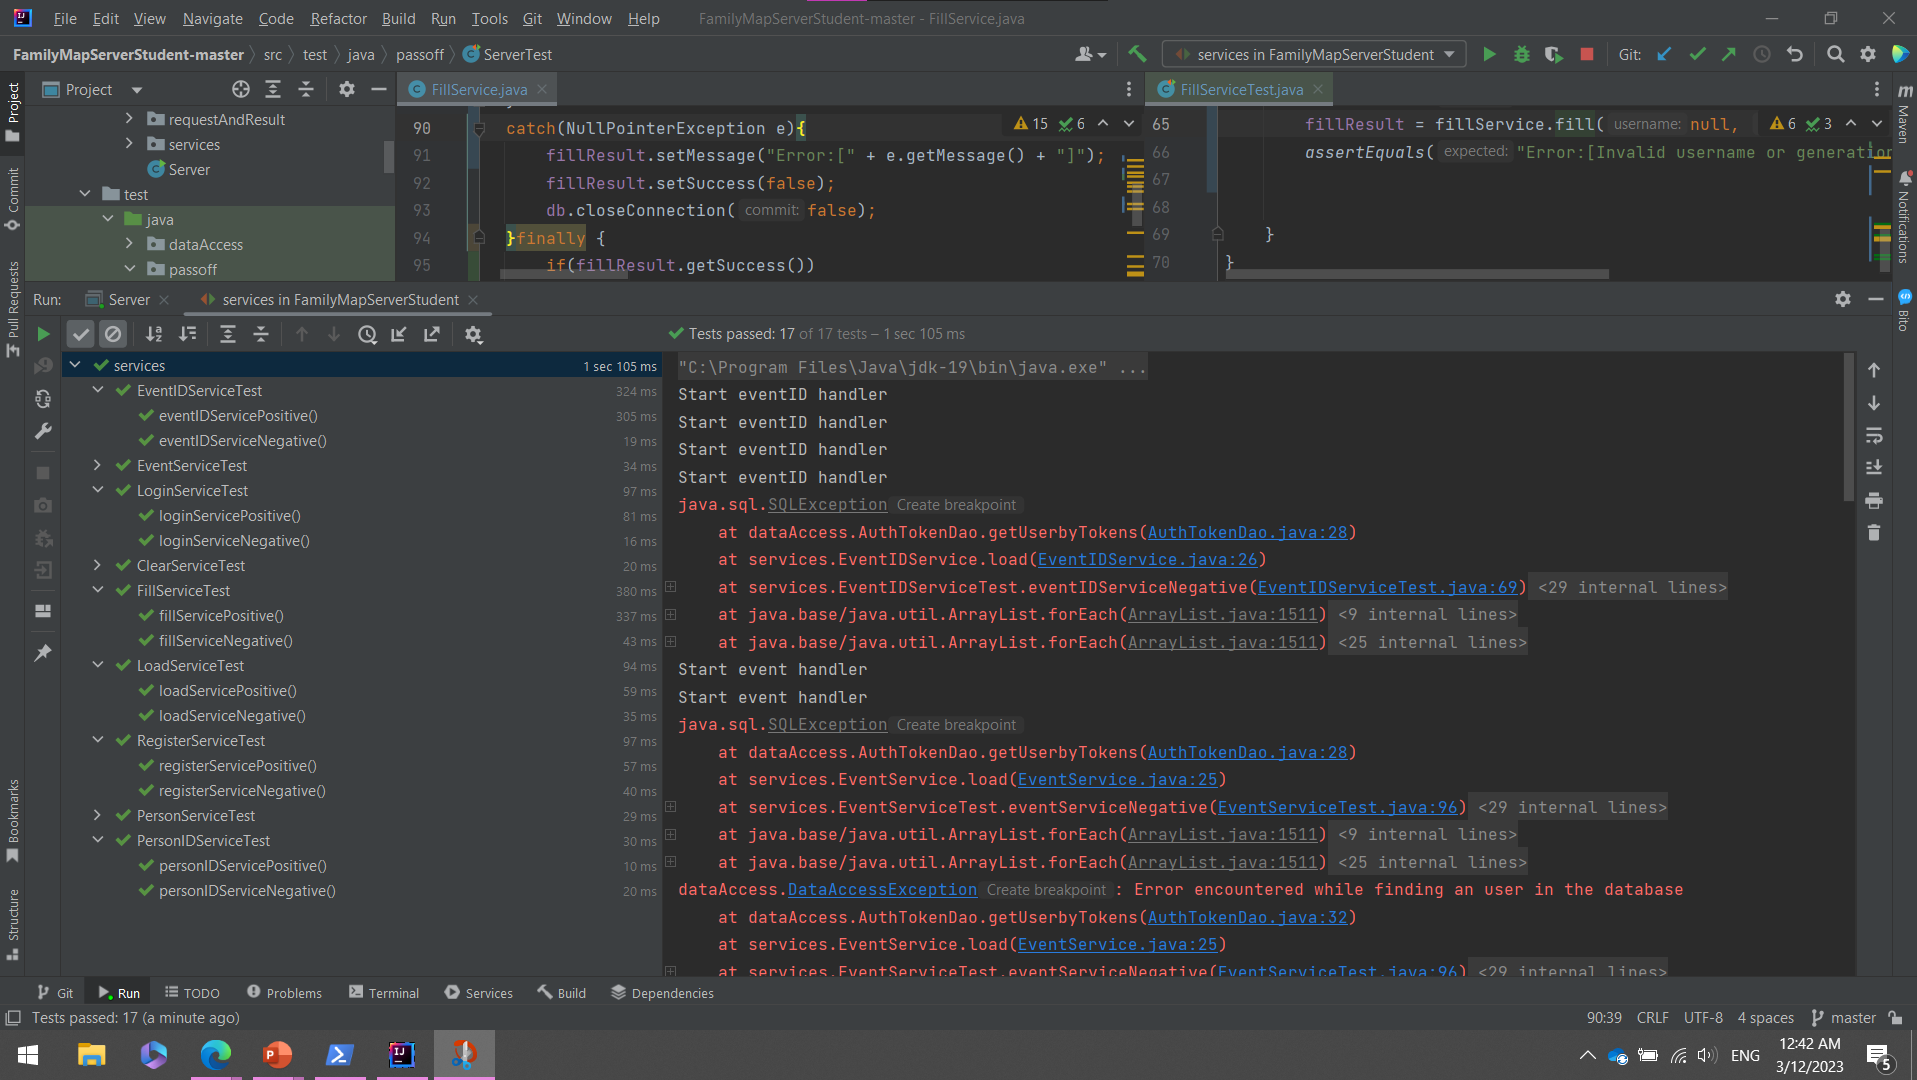 File Edit View Navigate Code Refactor Build Run Tools Git Window Help FamilyMapServerStudent-master - FillService.java
FamilyMapServerStudent-master src test java passoff ServerTest services in FamilyMapServerStudent Git:
Project FillService.java FillServiceTest.java
requestAndResult
services
Server
test
java
dataAccess
passoff
90 catch(NullPointerException e){ 15 6
91 fillResult.setMessage("Error:[" + e.getMessage() + "]");
92 fillResult.setSuccess(false);
93 db.closeConnection( commit: false);
94 }finally {
95 if(fillResult.getSuccess())
65 fillResult = fillService.fill( username: null, 6 3
66 assertEquals( expected: "Error:[Invalid username or generation
67
68
69 }
70 }
Project
Commit
Pull Requests
Bookmarks
Structure
Maven
Notifications
Bito
Run: Server services in FamilyMapServerStudent
Tests passed: 17 of 17 tests – 1 sec 105 ms
services 1 sec 105 ms
EventIDServiceTest 324 ms
eventIDServicePositive() 305 ms
eventIDServiceNegative() 19 ms
EventServiceTest 34 ms
LoginServiceTest 97 ms
loginServicePositive() 81 ms
loginServiceNegative() 16 ms
ClearServiceTest 20 ms
FillServiceTest 380 ms
fillServicePositive() 337 ms
fillServiceNegative() 43 ms
LoadServiceTest 94 ms
loadServicePositive() 59 ms
loadServiceNegative() 35 ms
RegisterServiceTest 97 ms
registerServicePositive() 57 ms
registerServiceNegative() 40 ms
PersonServiceTest 29 ms
PersonIDServiceTest 30 ms
personIDServicePositive() 10 ms
personIDServiceNegative() 20 ms
"C:\Program Files\Java\jdk-19\bin\java.exe" ...
Start eventID handler
Start eventID handler
Start eventID handler
Start eventID handler
java.sql.SQLException Create breakpoint
at dataAccess.AuthTokenDao.getUserbyTokens(AuthTokenDao.java:28)
at services.EventIDService.load(EventIDService.java:26)
at services.EventIDServiceTest.eventIDServiceNegative(EventIDServiceTest.java:69) <29 internal lines>
at java.base/java.util.ArrayList.forEach(ArrayList.java:1511) <9 internal lines>
at java.base/java.util.ArrayList.forEach(ArrayList.java:1511) <25 internal lines>
Start event handler
Start event handler
java.sql.SQLException Create breakpoint
at dataAccess.AuthTokenDao.getUserbyTokens(AuthTokenDao.java:28)
at services.EventService.load(EventService.java:25)
at services.EventServiceTest.eventServiceNegative(EventServiceTest.java:96) <29 internal lines>
at java.base/java.util.ArrayList.forEach(ArrayList.java:1511) <9 internal lines>
at java.base/java.util.ArrayList.forEach(ArrayList.java:1511) <25 internal lines>
dataAccess.DataAccessException Create breakpoint : Error encountered while finding an user in the database
at dataAccess.AuthTokenDao.getUserbyTokens(AuthTokenDao.java:32)
at services.EventService.load(EventService.java:25)
at services.EventServiceTest.eventServiceNegative(EventServiceTest.java:96) <29 internal lines>
Git Run TODO Problems Terminal Services Build Dependencies
Tests passed: 17 (a minute ago) 90:39 CRLF UTF-8 4 spaces master
ENG 12:42 AM
3/12/2023 5